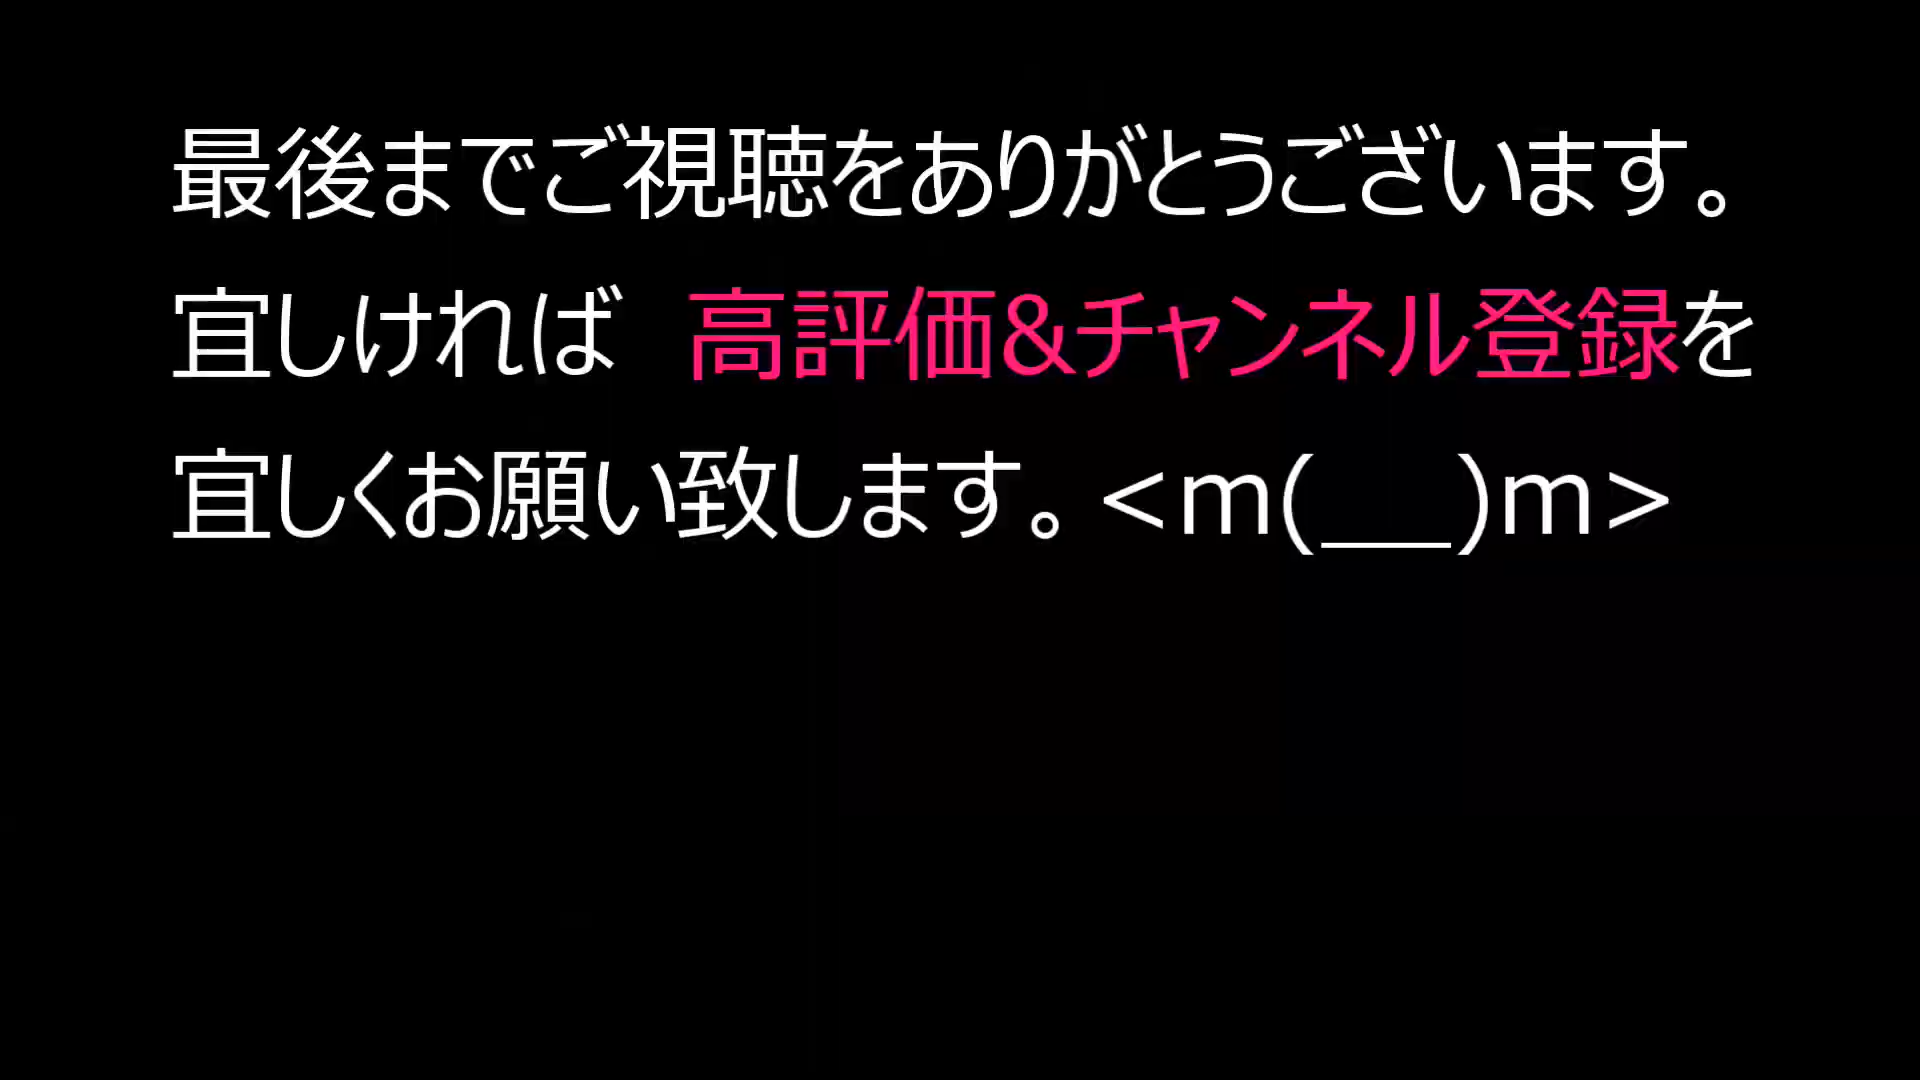 最後までご視聴をありがとうございます。
宜しければ　高評価&チャンネル登録を
宜しくお願い致します。<m(__)m>